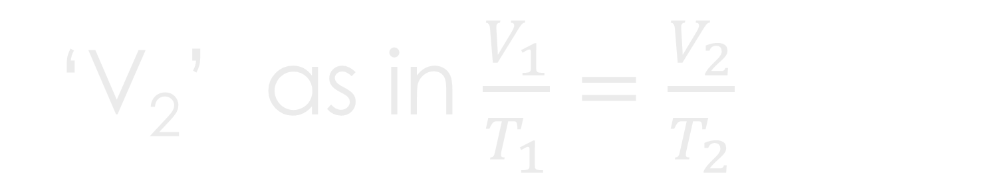 ‘V₂’ as in V₁/T₁ = V₂/T₂